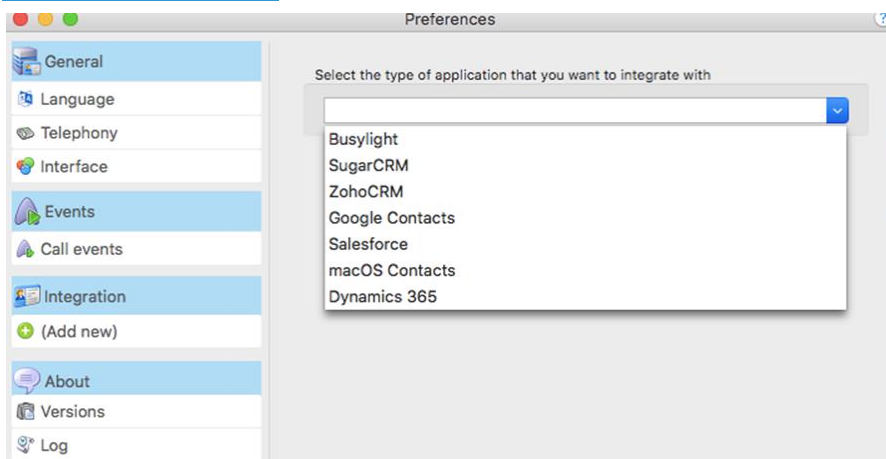 Preferences
?
General
Language
Telephony
Interface
Events
Call events
Integration
(Add new)
About
Versions
Log
Select the type of application that you want to integrate with
Busylight
SugarCRM
ZohoCRM
Google Contacts
Salesforce
macOS Contacts
Dynamics 365